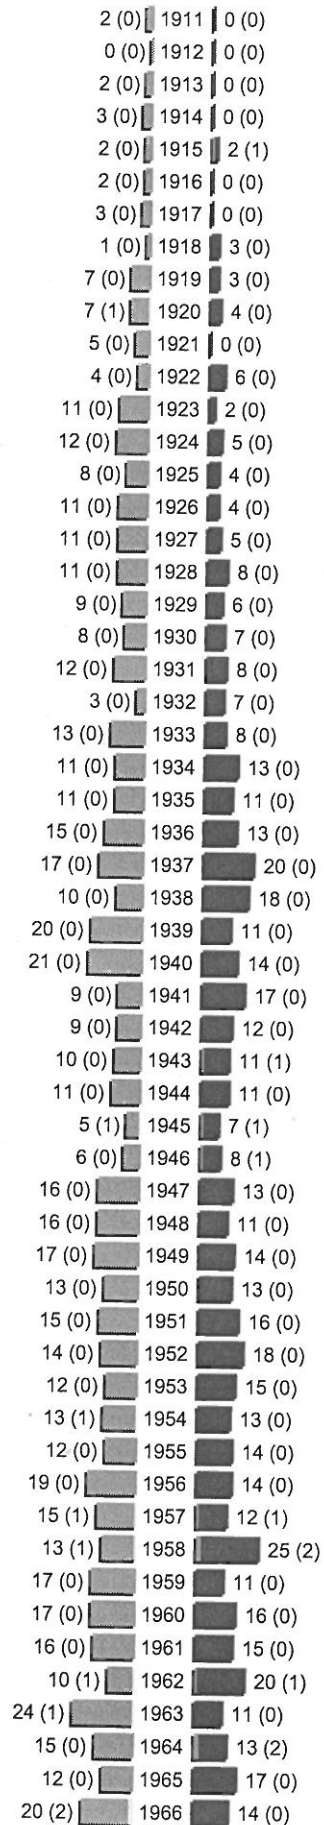 2 (0) 1911 0 (0)
0 (0) 1912 0 (0)
2 (0) 1913 0 (0)
3 (0) 1914 0 (0)
2 (0) 1915 2 (1)
2 (0) 1916 0 (0)
3 (0) 1917 0 (0)
1 (0) 1918 3 (0)
7 (0) 1919 3 (0)
7 (1) 1920 4 (0)
5 (0) 1921 0 (0)
4 (0) 1922 6 (0)
11 (0) 1923 2 (0)
12 (0) 1924 5 (0)
8 (0) 1925 4 (0)
11 (0) 1926 4 (0)
11 (0) 1927 5 (0)
11 (0) 1928 8 (0)
9 (0) 1929 6 (0)
8 (0) 1930 7 (0)
12 (0) 1931 8 (0)
3 (0) 1932 7 (0)
13 (0) 1933 8 (0)
11 (0) 1934 13 (0)
11 (0) 1935 11 (0)
15 (0) 1936 13 (0)
17 (0) 1937 20 (0)
10 (0) 1938 18 (0)
20 (0) 1939 11 (0)
21 (0) 1940 14 (0)
9 (0) 1941 17 (0)
9 (0) 1942 12 (0)
10 (0) 1943 11 (1)
11 (0) 1944 11 (0)
5 (1) 1945 7 (1)
6 (0) 1946 8 (1)
16 (0) 1947 13 (0)
16 (0) 1948 11 (0)
17 (0) 1949 14 (0)
13 (0) 1950 13 (0)
15 (0) 1951 16 (0)
14 (0) 1952 18 (0)
12 (0) 1953 15 (0)
13 (1) 1954 13 (0)
12 (0) 1955 14 (0)
19 (0) 1956 14 (0)
15 (1) 1957 12 (1)
13 (1) 1958 25 (2)
17 (0) 1959 11 (0)
17 (0) 1960 16 (0)
16 (0) 1961 15 (0)
10 (1) 1962 20 (1)
24 (1) 1963 11 (0)
15 (0) 1964 13 (2)
12 (0) 1965 17 (0)
20 (2) 1966 14 (0)